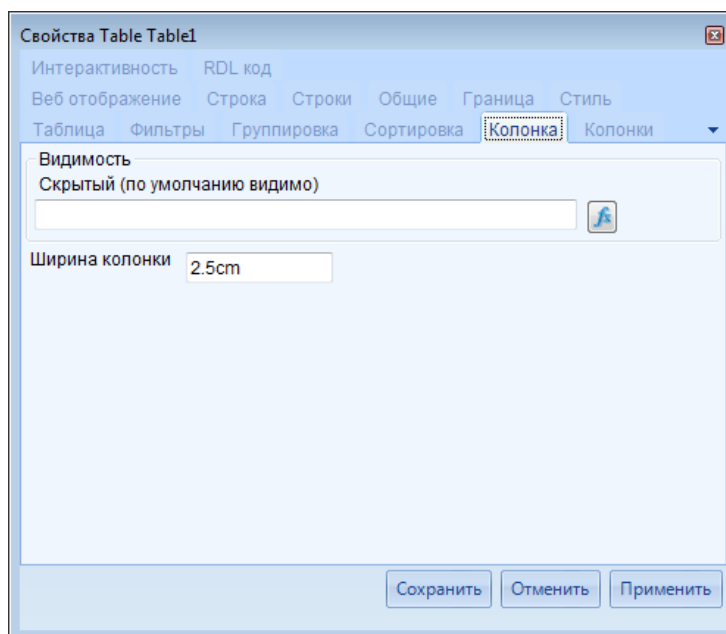 Свойства Table Table1
Интерактивность RDL код
Веб отображение Строка Строки Общие Граница Стиль
Таблица Фильтры Группировка Сортировка Колонка Колонки
Видимость
Скрытый (по умолчанию видимо)
fx
Ширина колонки 2.5cm
Сохранить Отменить Применить